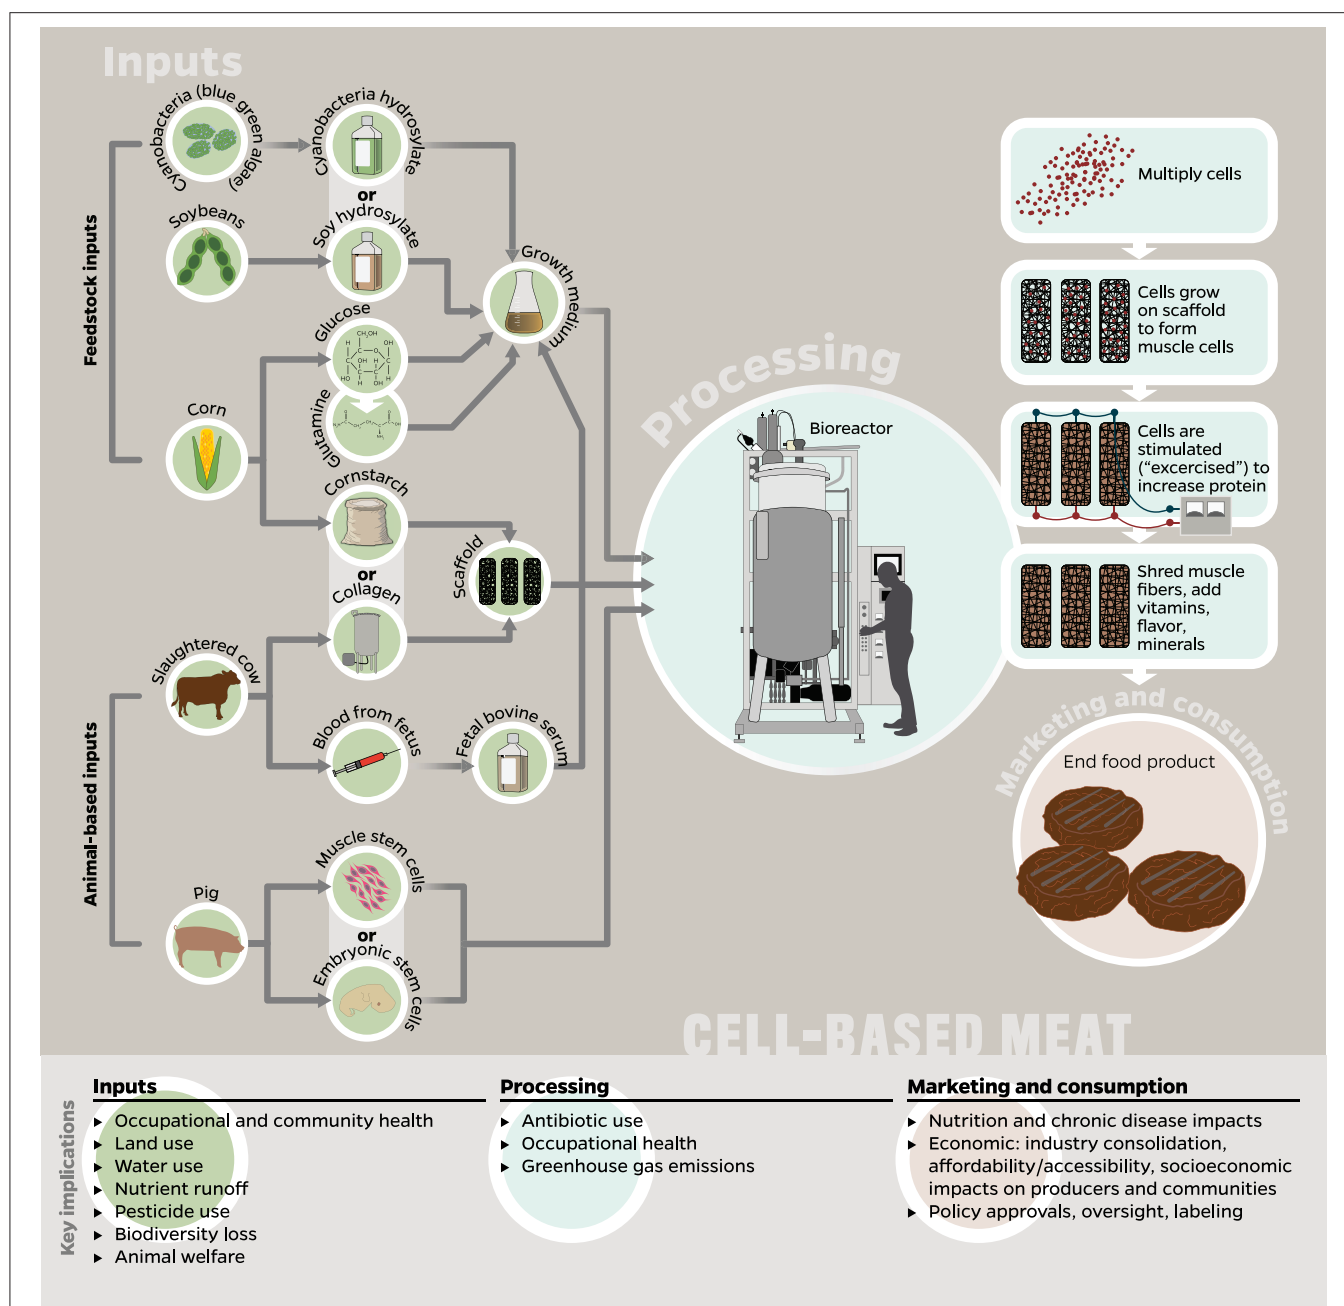 Inputs
Feedstock inputs
Cyanobacteria (blue green algae)
Cyanobacteria hydrosylate
or
Soybeans
Soy hydrosylate
Growth medium
Glucose
CH₂OH
H
O
OH
C
C
OH
H
C
C
HO
H
C
C
H
OH
Corn
Glutamine
NH₂
Cornstarch
or
Collagen
Scaffold
Animal-based inputs
Slaughtered cow
Blood from fetus
Fetal bovine serum
Pig
Muscle stem cells
or
Embryonic stem cells
Processing
Bioreactor
Multiply cells
Cells grow
on scaffold
to form
muscle cells
Cells are
stimulated
(“excercised”) to
increase protein
Shred muscle
fibers, add
vitamins,
flavor,
minerals
Marketing and consumption
End food product
CELL-BASED MEAT
Key implications
Inputs
Occupational and community health
Land use
Water use
Nutrient runoff
Pesticide use
Biodiversity loss
Animal welfare
Processing
Antibiotic use
Occupational health
Greenhouse gas emissions
Marketing and consumption
Nutrition and chronic disease impacts
Economic: industry consolidation,
affordability/accessibility, socioeconomic
impacts on producers and communities
Policy approvals, oversight, labeling